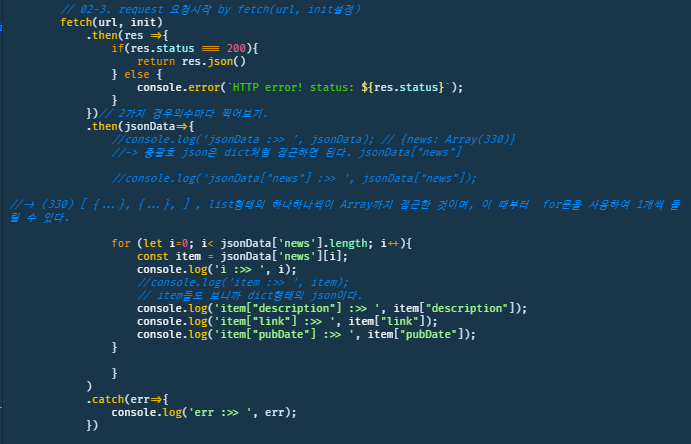 // 02-3. request 요청시작 by fetch(url, init설정)
fetch(url, init)
.then(res =>{
if(res.status === 200){
return res.json()
} else {
console.error(`HTTP error! status: ${res.status}`);
}
})// 2가지 경우의수마다 찍어보기.
.then(jsonData=>{
//console.log('jsonData :>> ', jsonData); // {news: Array(330)}
//-> 중괄호 json은 dict처럼 접근하면 된다. jsonData["news"]
//console.log('jsonData["news"] :>> ', jsonData["news"]);
//-> (330) [ {...}, {...}, ] , list형태의 하나하나씩이 Array까지 접근한 것이며, 이 때부터  for문을 사용하여 1개씩 돌
릴 수 있다.
for (let i=0; i< jsonData['news'].length; i++){
const item = jsonData['news'][i];
console.log('i :>> ', i);
//console.log('item :>> ', item);
// item들도 보니까 dict형태의 json이다.
console.log('item["description"] :>> ', item["description"]);
console.log('item["link"] :>> ', item["link"]);
console.log('item["pubDate"] :>> ', item["pubDate"]);
}
}
)
.catch(err=>{
console.log('err :>> ', err);
})